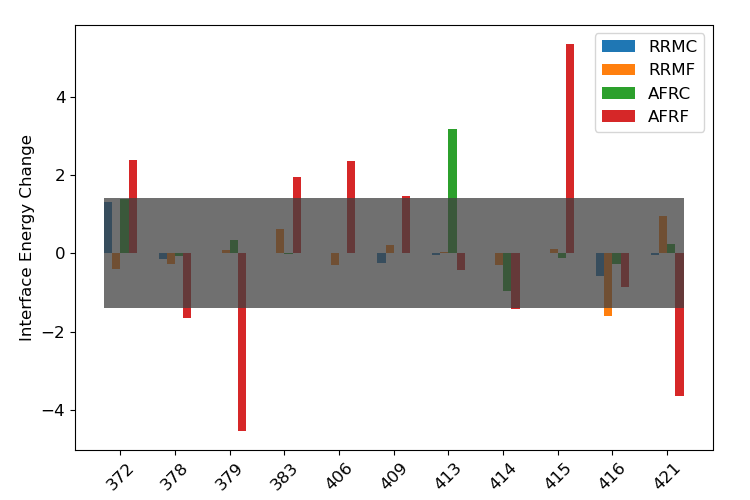 RRMC
RRMF
AFRC
AFRF
Interface Energy Change
4
2
0
−2
−4
372 378 379 383 406 409 413 414 415 416 421